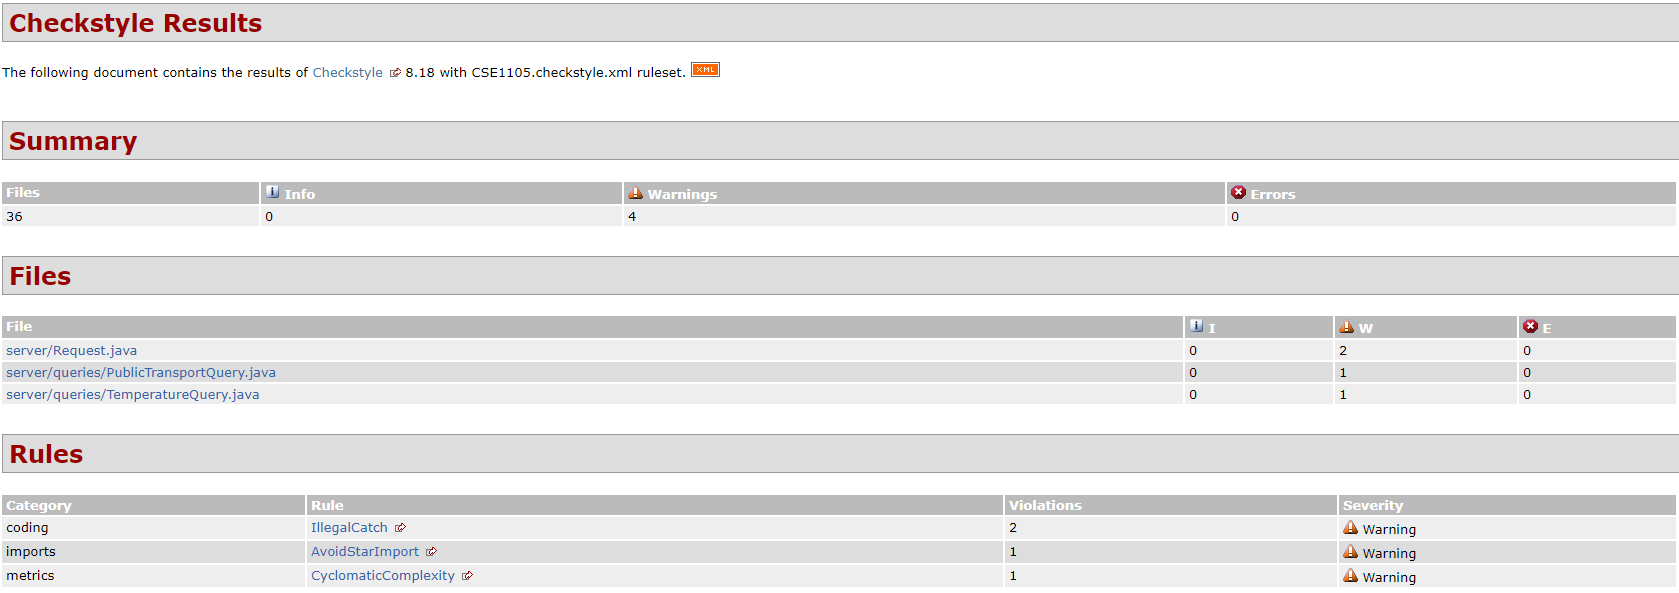 Checkstyle Results
The following document contains the results of Checkstyle 8.18 with CSE1105.checkstyle.xml ruleset. XML
Summary
Files Info Warnings Errors
36 0 4 0
Files
File I W E
server/Request.java 0 2 0
server/queries/PublicTransportQuery.java 0 1 0
server/queries/TemperatureQuery.java 0 1 0
Rules
Category Rule Violations Severity
coding IllegalCatch 2 Warning
imports AvoidStarImport 1 Warning
metrics CyclomaticComplexity 1 Warning